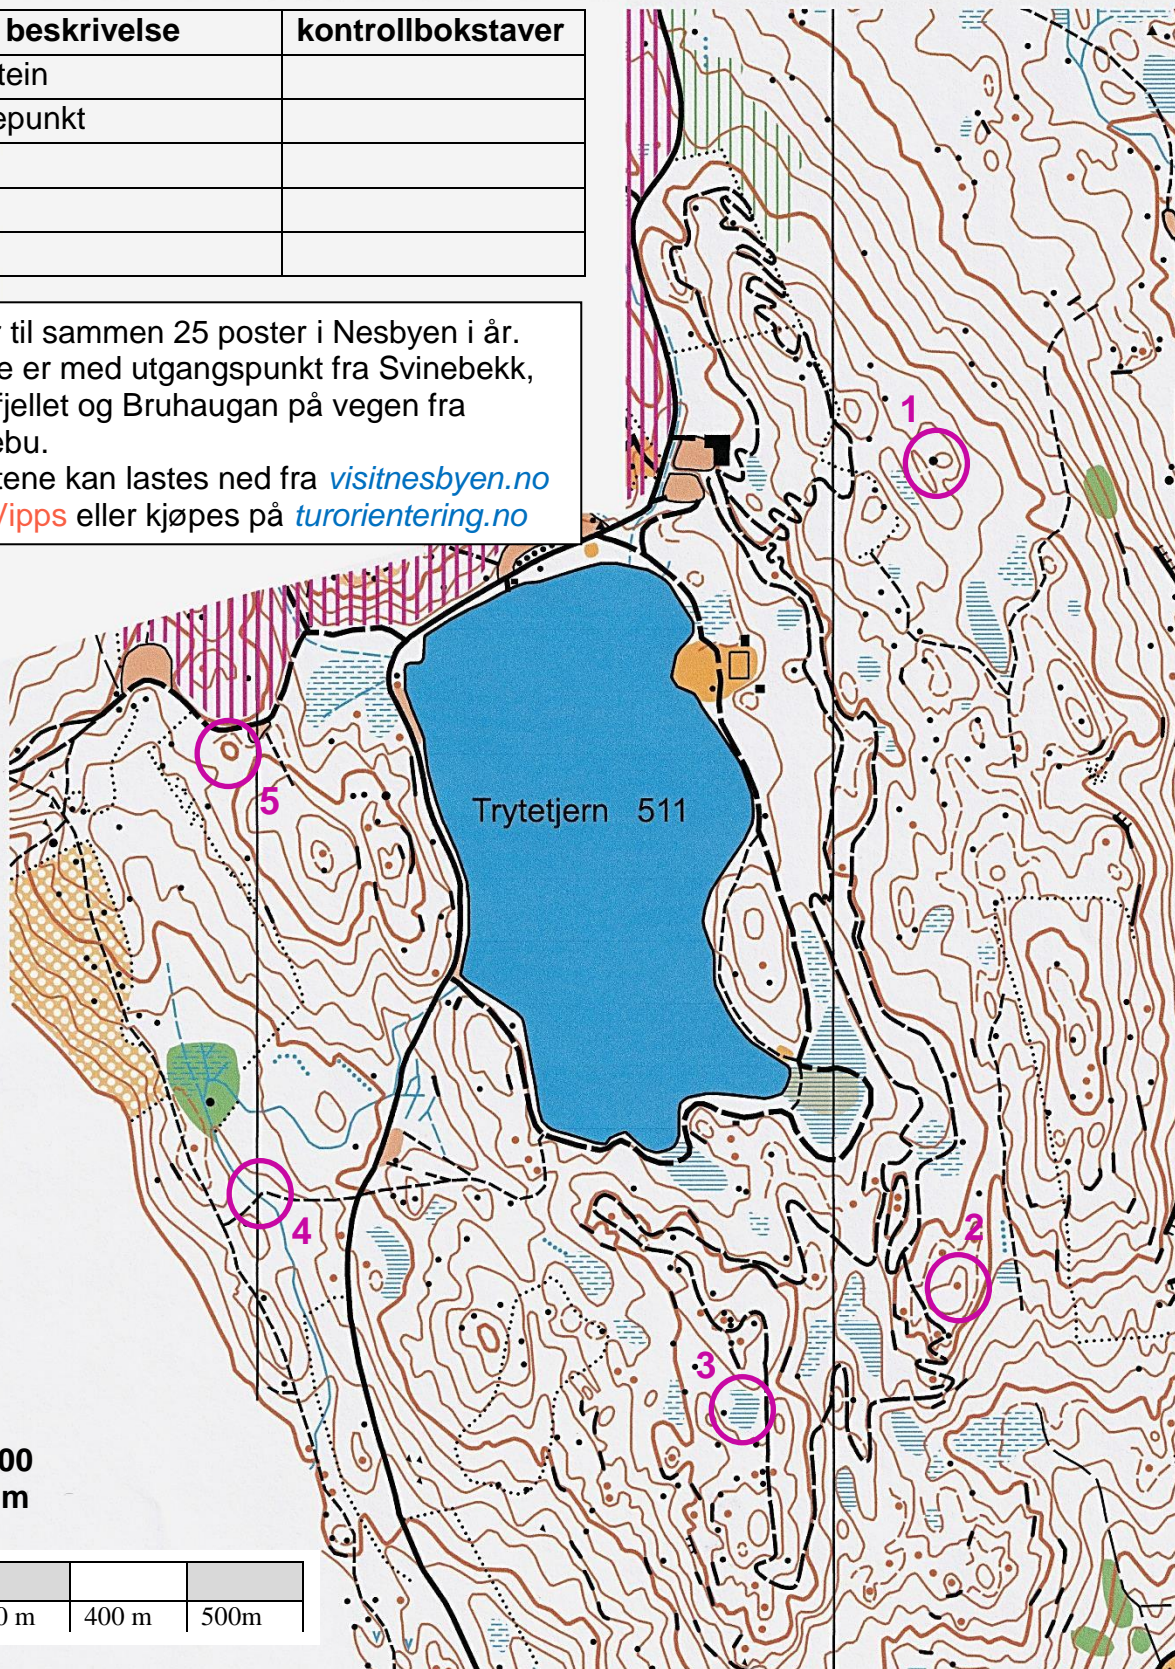 beskrivelse kontrollbokstaver
tein
epunkt
til sammen 25 poster i Nesbyen i år.
e er med utgangspunkt fra Svinebekk,
fjellet og Bruhaugan på vegen fra
ebu.
tene kan lastes ned fra visitnesbyen.no
Vipps eller kjøpes på turorientering.no
1
5
Trytetjern 511
4
2
3
00
m
0 m 400 m 500m